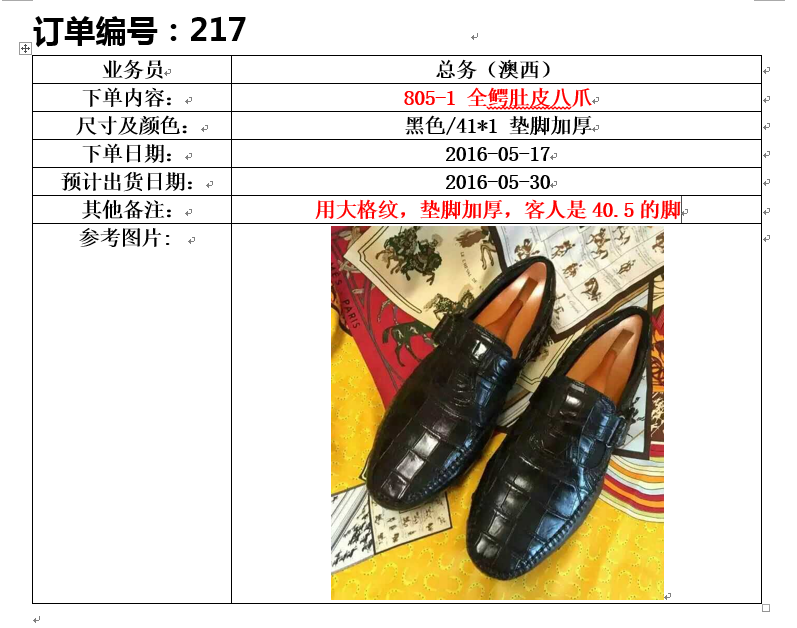 订单编号：217
业务员 总务（澳西）
下单内容： 805-1 全鳄肚皮八爪
尺寸及颜色： 黑色/41*1 垫脚加厚
下单日期： 2016-05-17
预计出货日期： 2016-05-30
其他备注： 用大格纹，垫脚加厚，客人是 40.5 的脚
参考图片:
PARIS